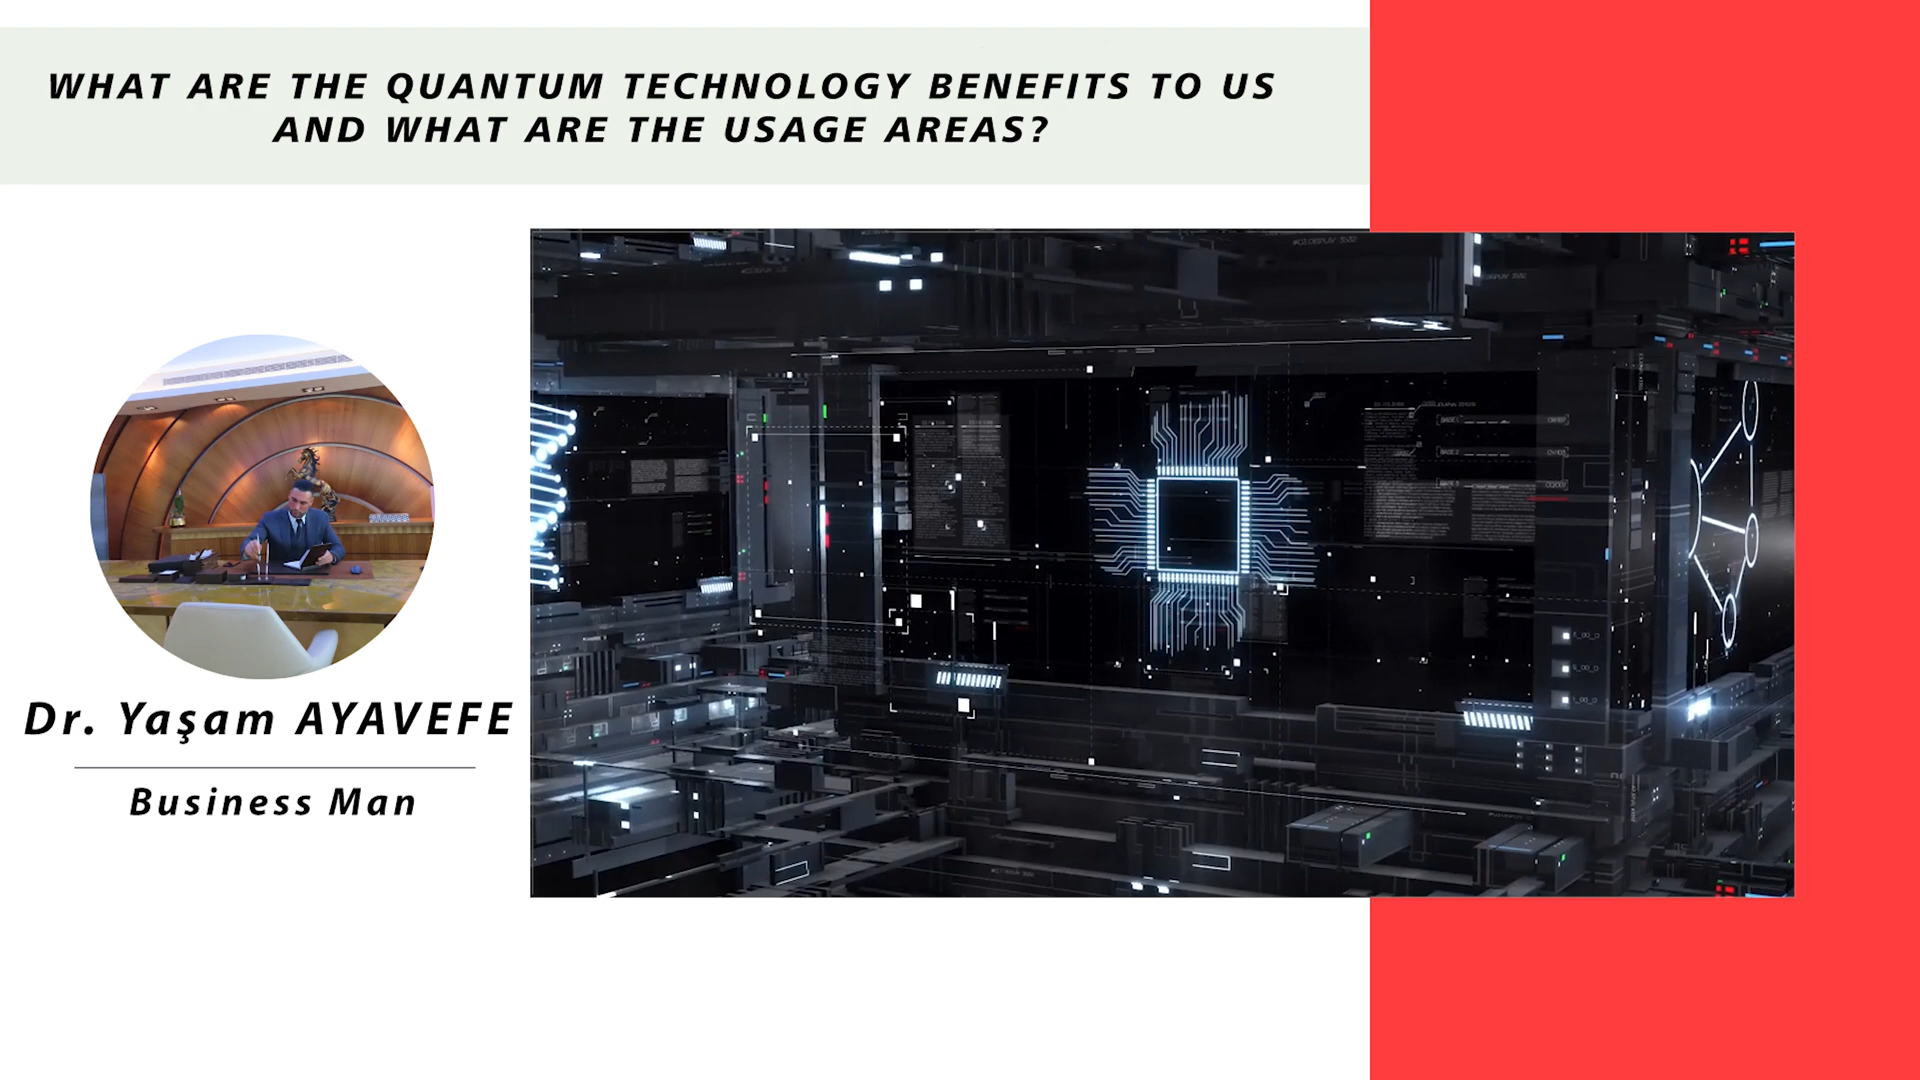 WHAT ARE THE QUANTUM TECHNOLOGY BENEFITS TO US
AND WHAT ARE THE USAGE AREAS?
Dr. Yaşam AYAVEFE
Business Man